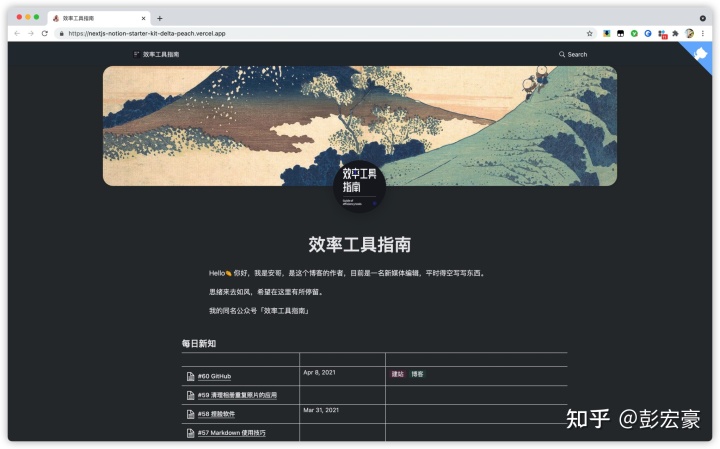 效率工具指南
https://nextjs-notion-starter-kit-delta-peach.vercel.app
效率工具指南
Search
效率工具
指南
效率工具指南
Hello 你好，我是安哥，是这个博客的作者，目前是一名新媒体编辑，平时得空写写东西。
思绪来去如风，希望在这里有所停留。
我的同名公众号「效率工具指南」
每日新知
#60 GitHub
Apr 8, 2021
建站 博客
#59 清理相册重复照片的应用
#58 捏脸软件
Mar 31, 2021
#57 Markdown 使用技巧
知乎 @彭宏豪